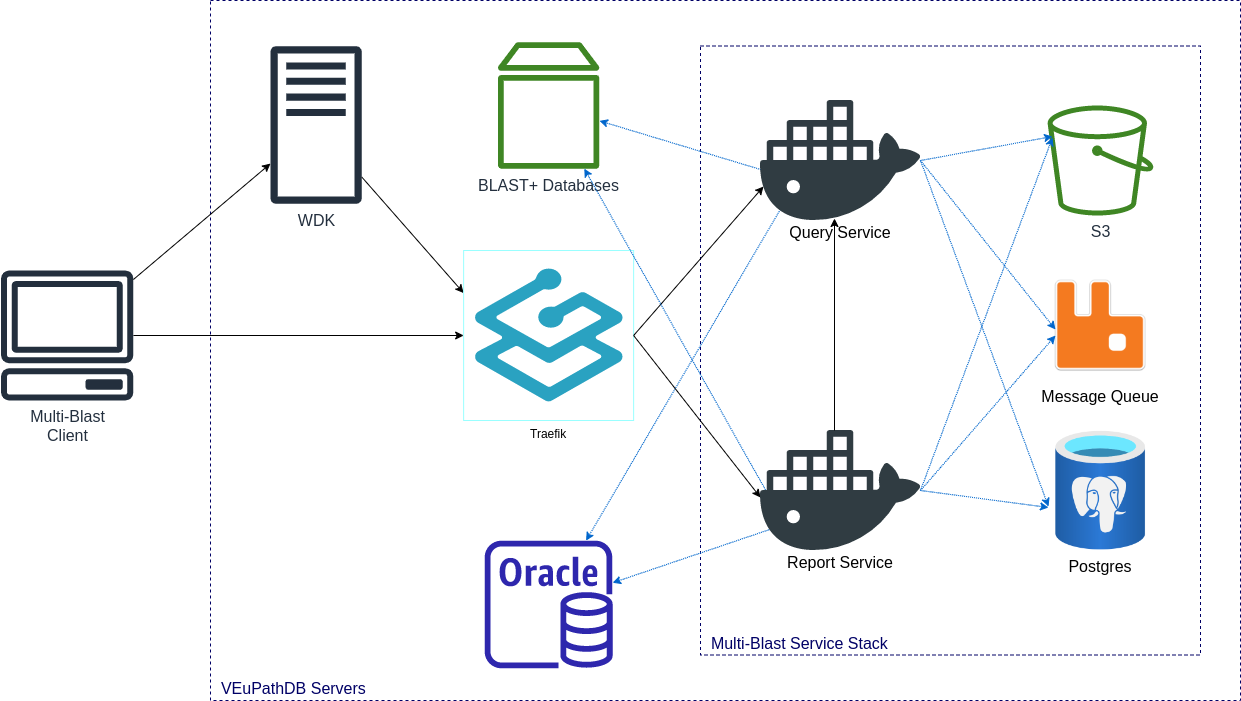 WDK
BLAST+ Databases
Query Service
S3
Multi-Blast
Client
Traefik
Message Queue
Oracle
Report Service
Postgres
Multi-Blast Service Stack
VEuPathDB Servers